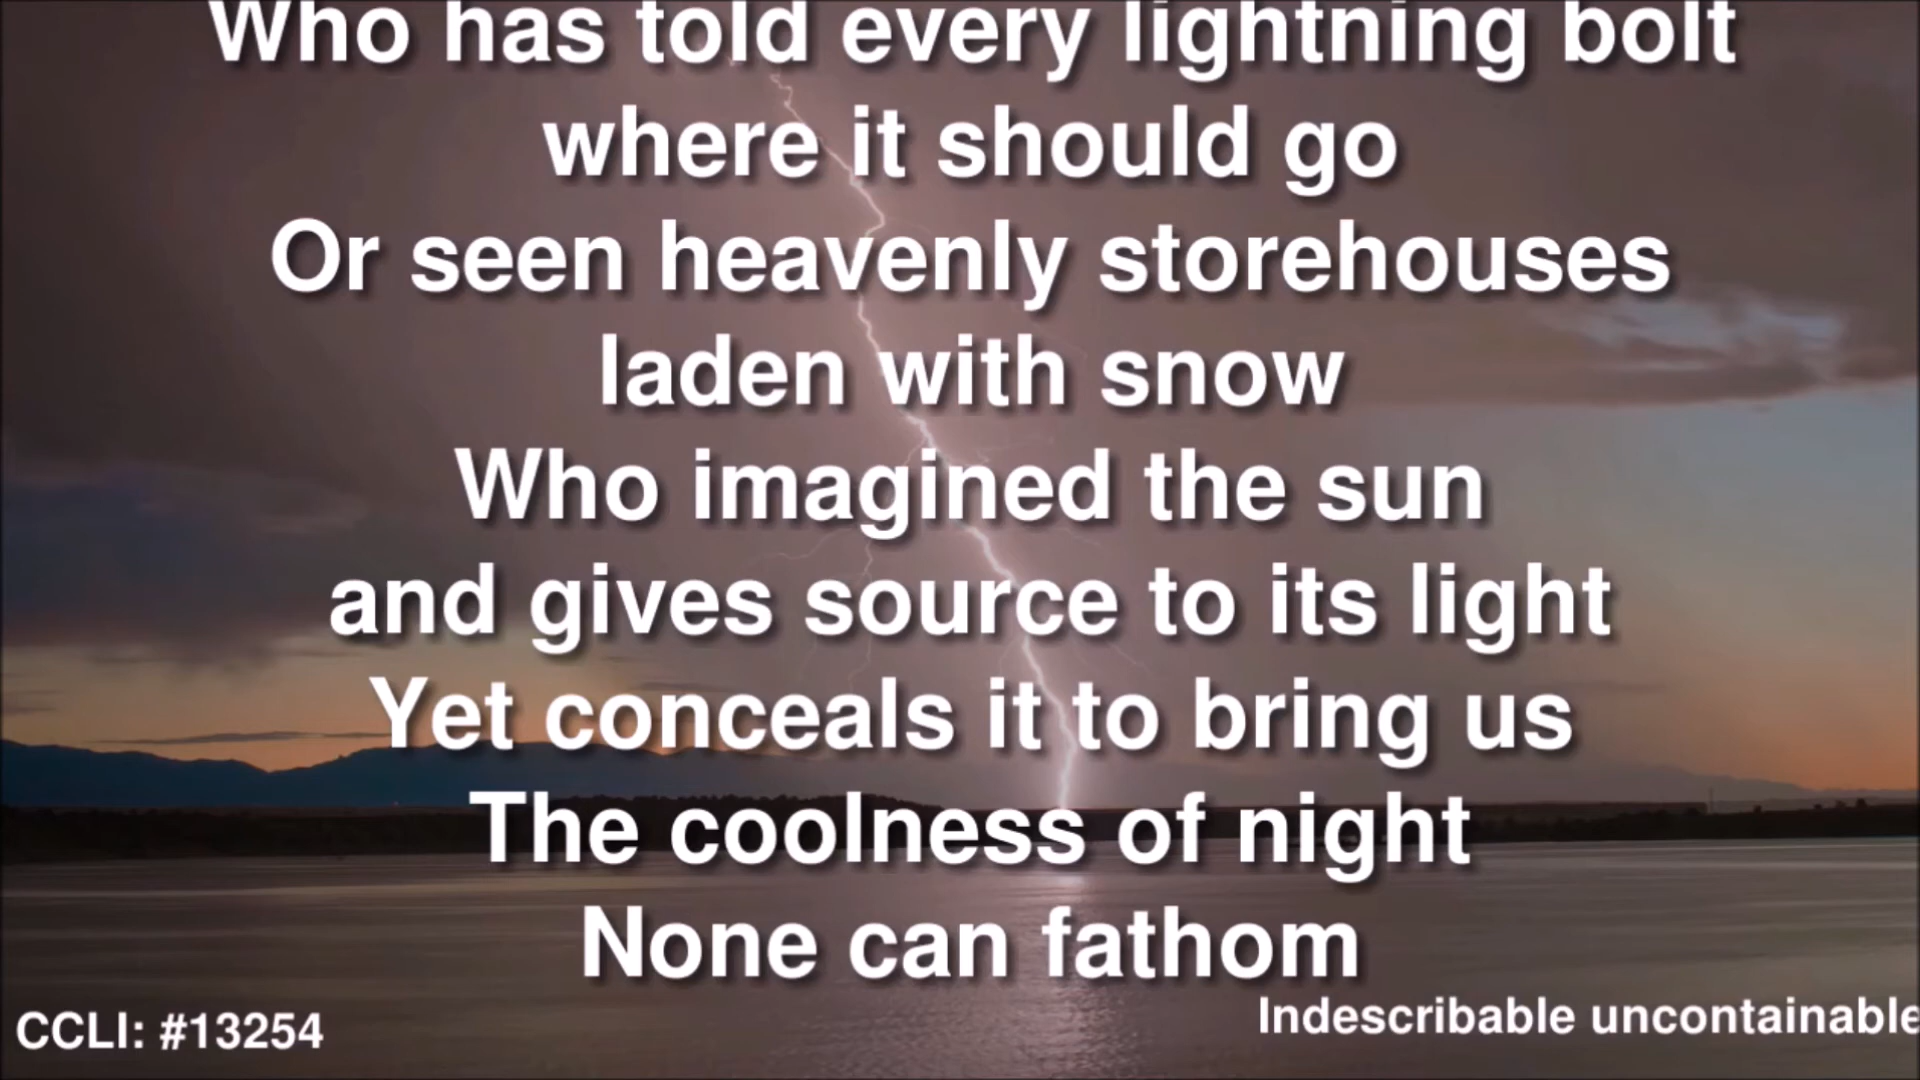 Who has told every lightning bolt
where it should go
Or seen heavenly storehouses
laden with snow
Who imagined the sun
and gives source to its light
Yet conceals it to bring us
The coolness of night
None can fathom
Indescribable uncontainable
CCLI: #13254